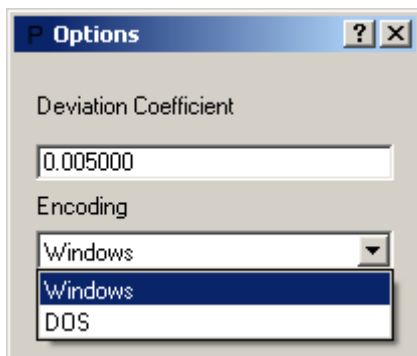 P Options
Deviation Coefficient
0.005000
Encoding
Windows
Windows
DOS